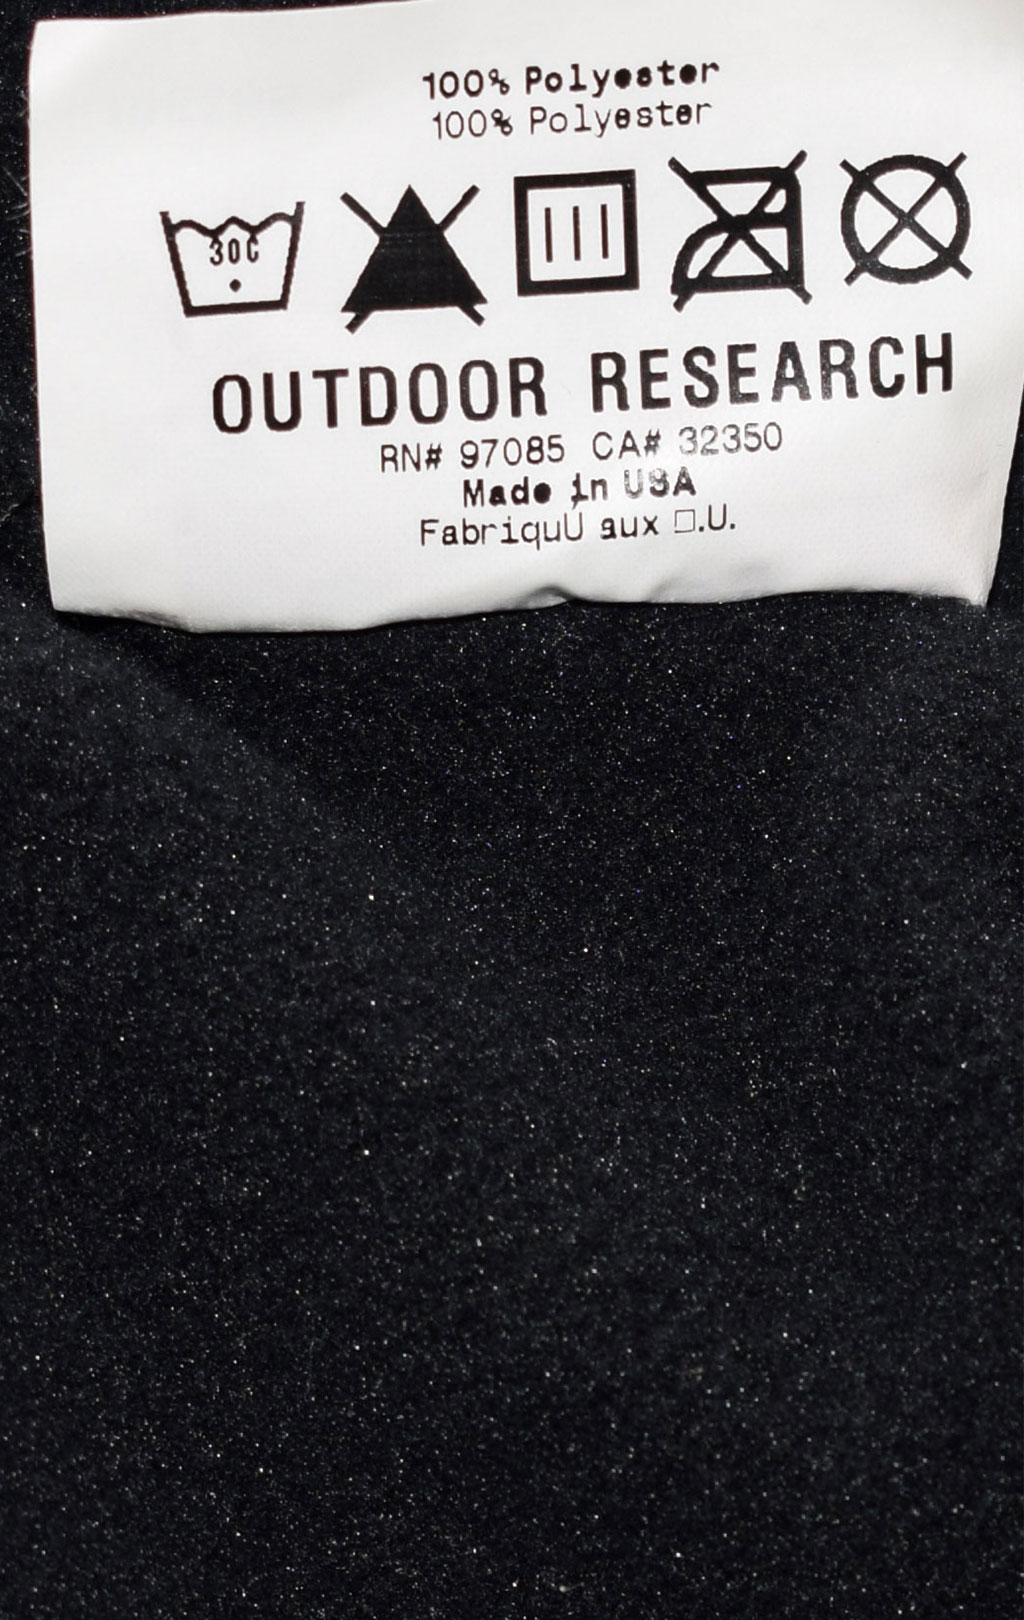 100% Polyester
100% Polyester
30C
OUTDOOR RESEARCH
RN# 97085 CA# 32350
Made in USA
FabriquU aux □.U.